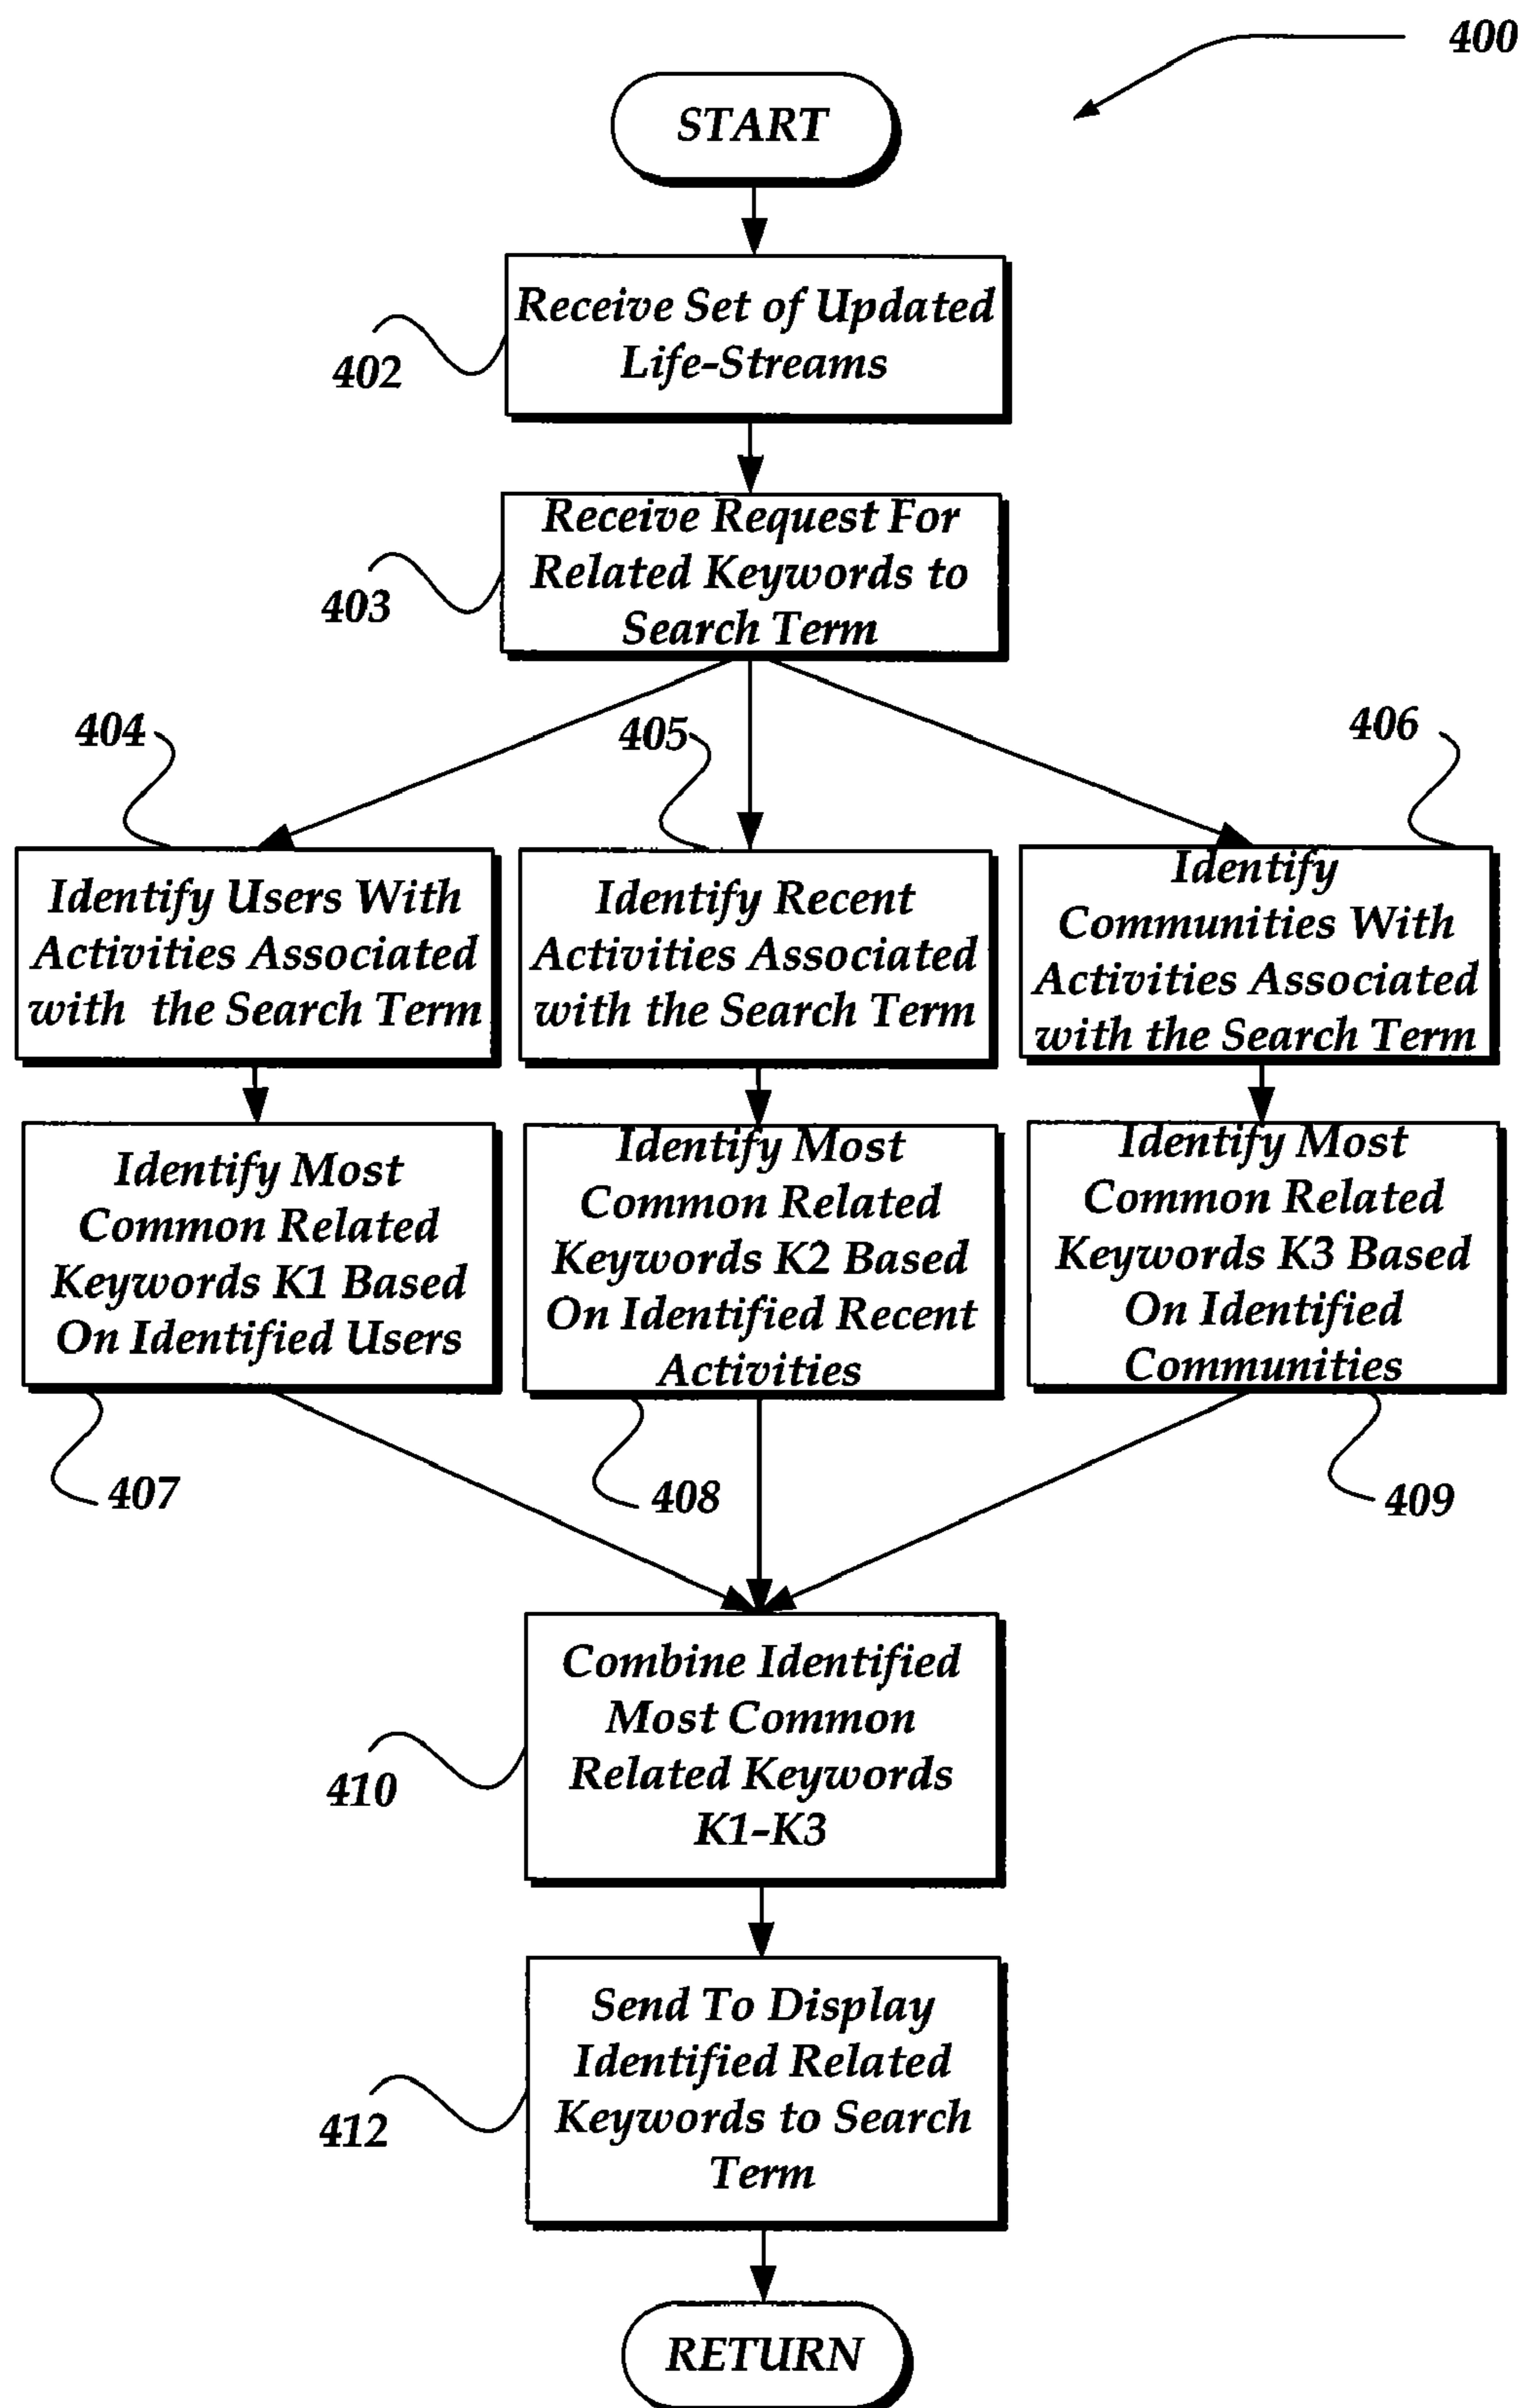 400
START
Receive Set of Updated
Life-Streams
402
Receive Request For
Related Keywords to
Search Term
403
404
405
406
Identify Users With
Activities Associated
with the Search Term
Identify Recent
Activities Associated
with the Search Term
Identify
Communities With
Activities Associated
with the Search Term
Identify Most
Common Related
Keywords K1 Based
On Identified Users
Identify Most
Common Related
Keywords K2 Based
On Identified Recent
Activities
Identify Most
Common Related
Keywords K3 Based
On Identified
Communities
407
408
409
Combine Identified
Most Common
Related Keywords
K1-K3
410
Send To Display
Identified Related
Keywords to Search
Term
412
RETURN